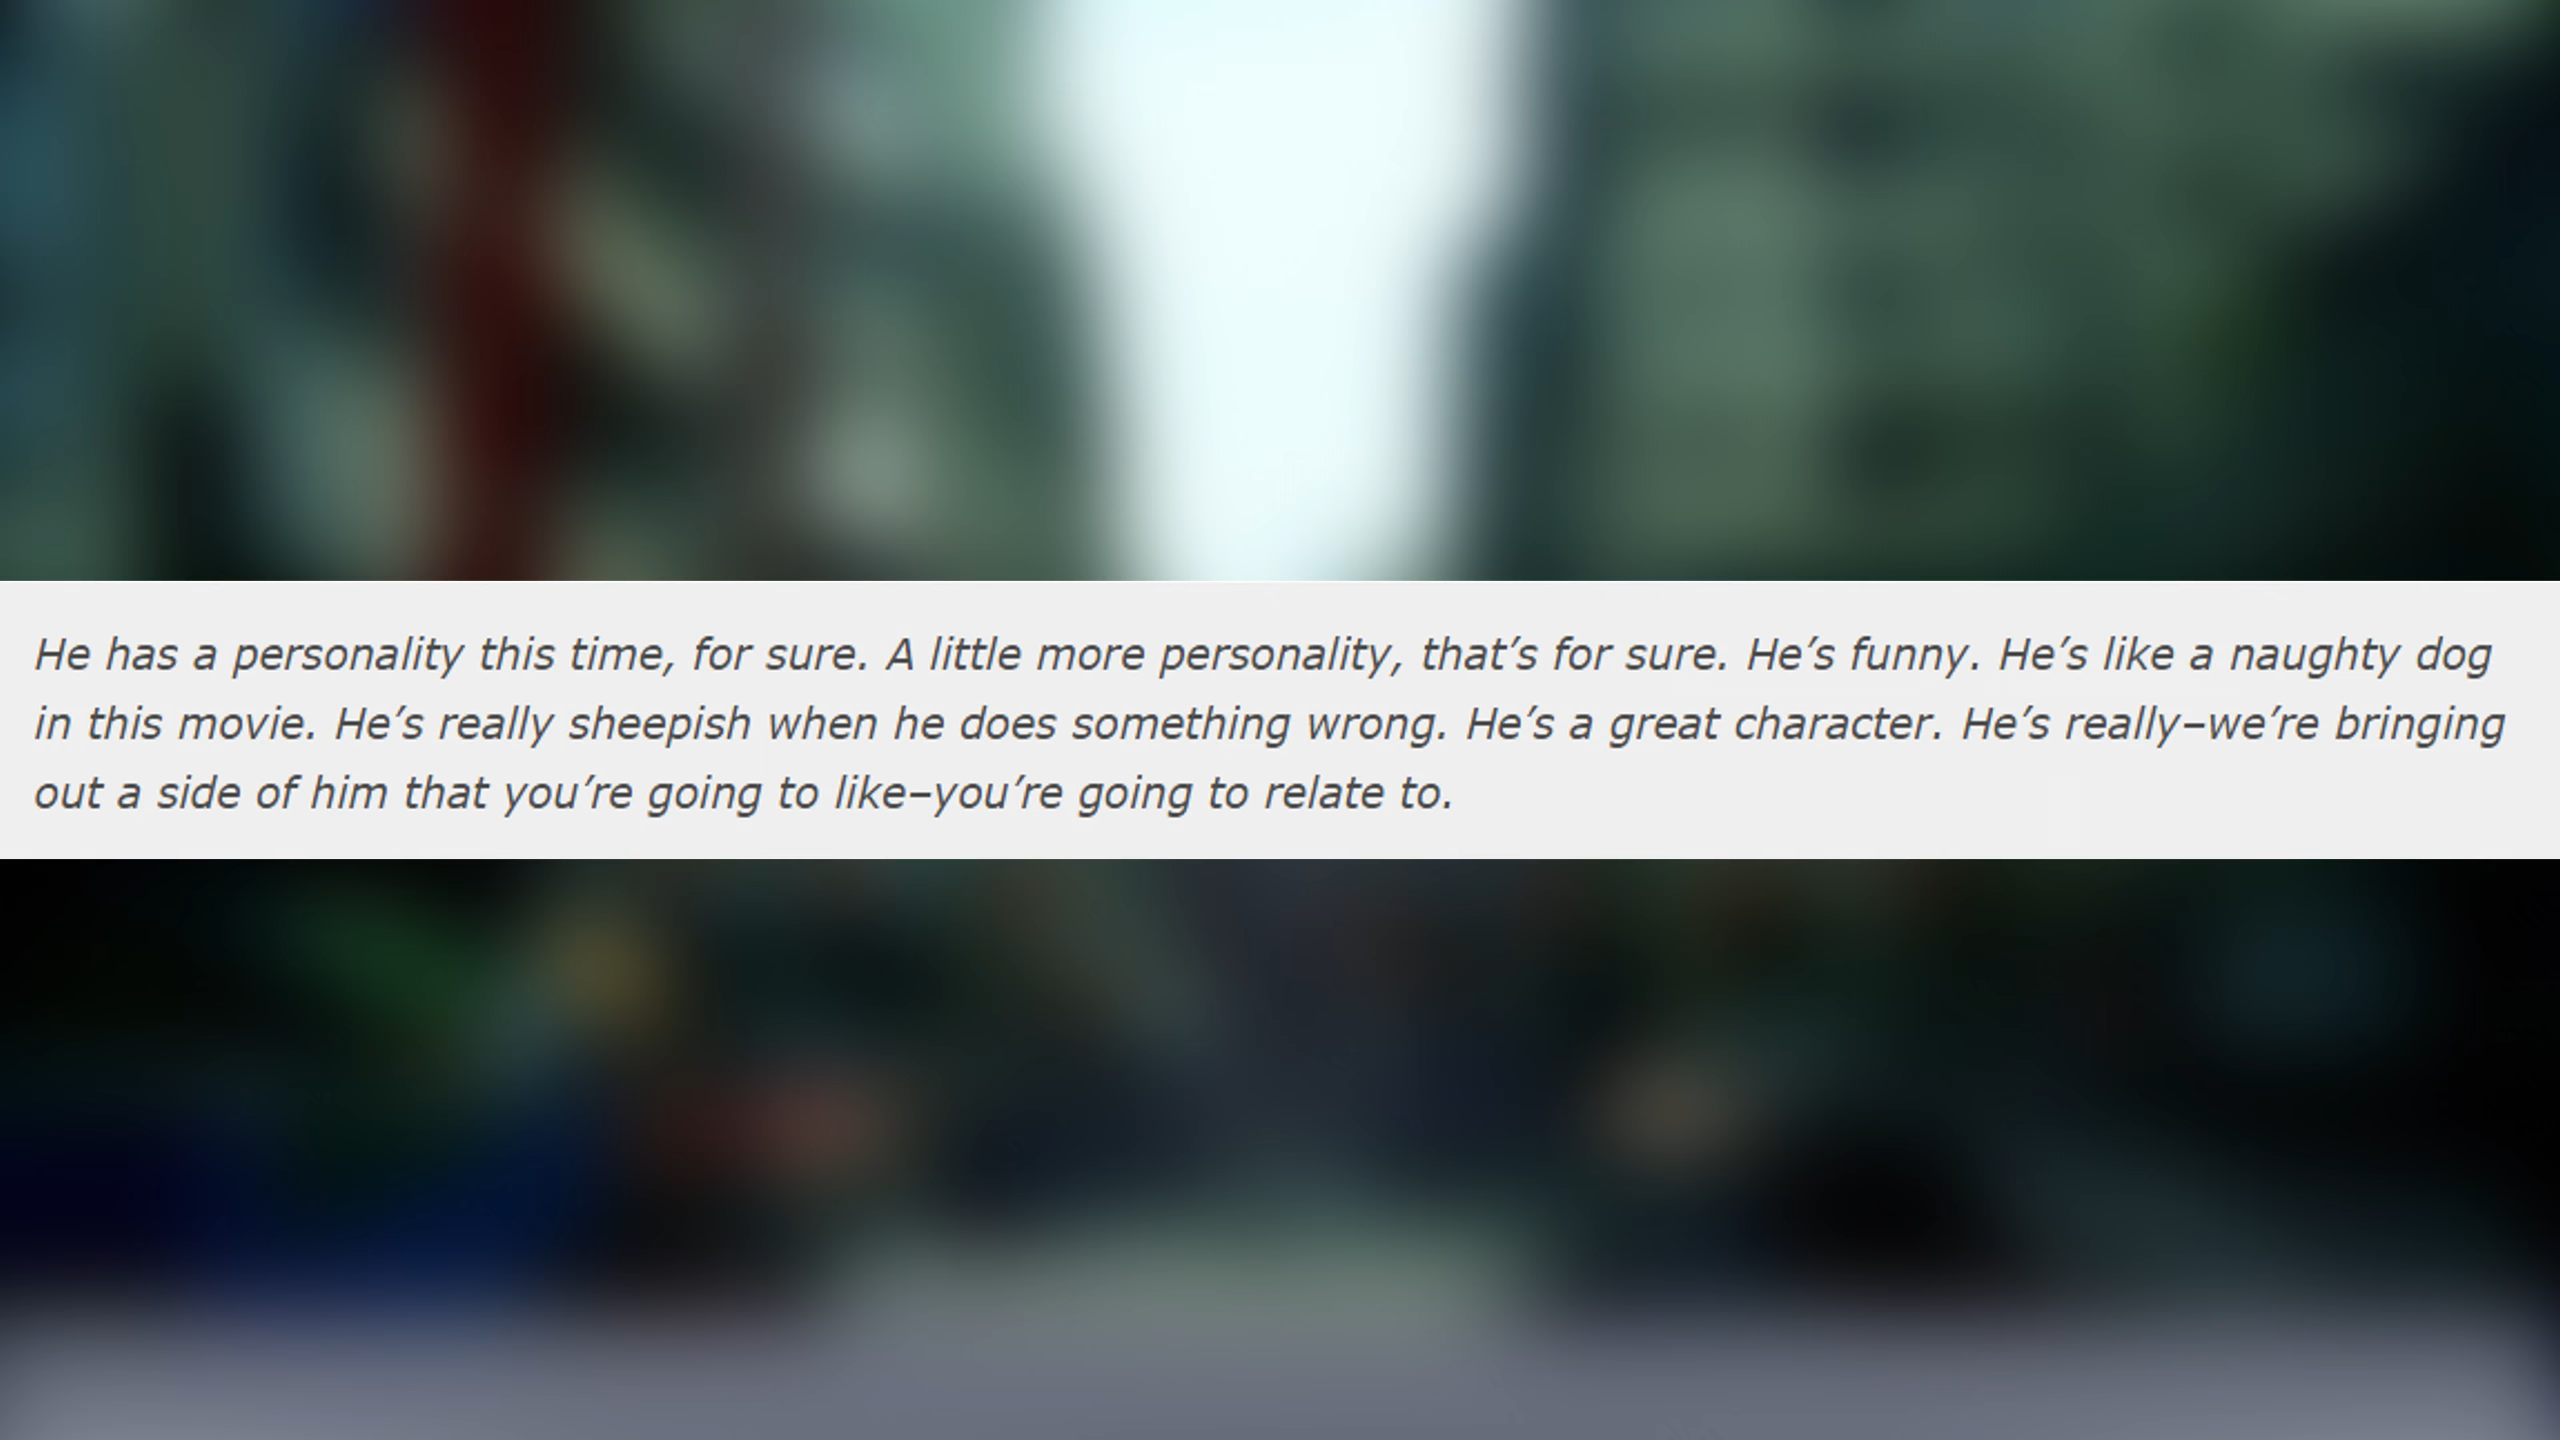 He has a personality this time, for sure. A little more personality, that’s for sure. He’s funny. He’s like a naughty dog
in this movie. He’s really sheepish when he does something wrong. He’s a great character. He’s really–we’re bringing
out a side of him that you’re going to like–you’re going to relate to.